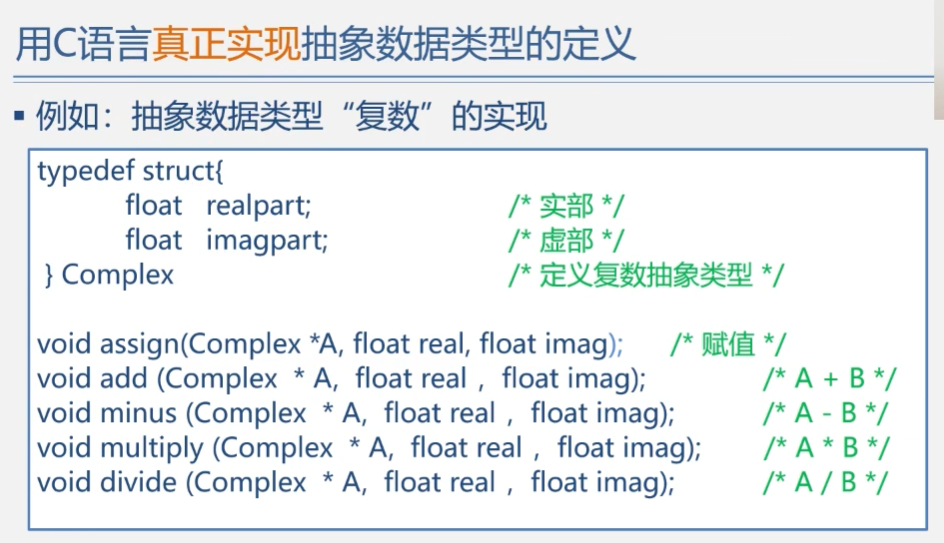 用C语言真正实现抽象数据类型的定义
▪ 例如：抽象数据类型“复数”的实现
typedef struct{
float realpart; /* 实部 */
float imagpart; /* 虚部 */
} Complex /* 定义复数抽象类型 */
void assign(Complex *A, float real, float imag); /* 赋值 */
void add (Complex * A, float real , float imag); /* A + B */
void minus (Complex * A, float real , float imag); /* A - B */
void multiply (Complex * A, float real , float imag); /* A * B */
void divide (Complex * A, float real , float imag); /* A / B */